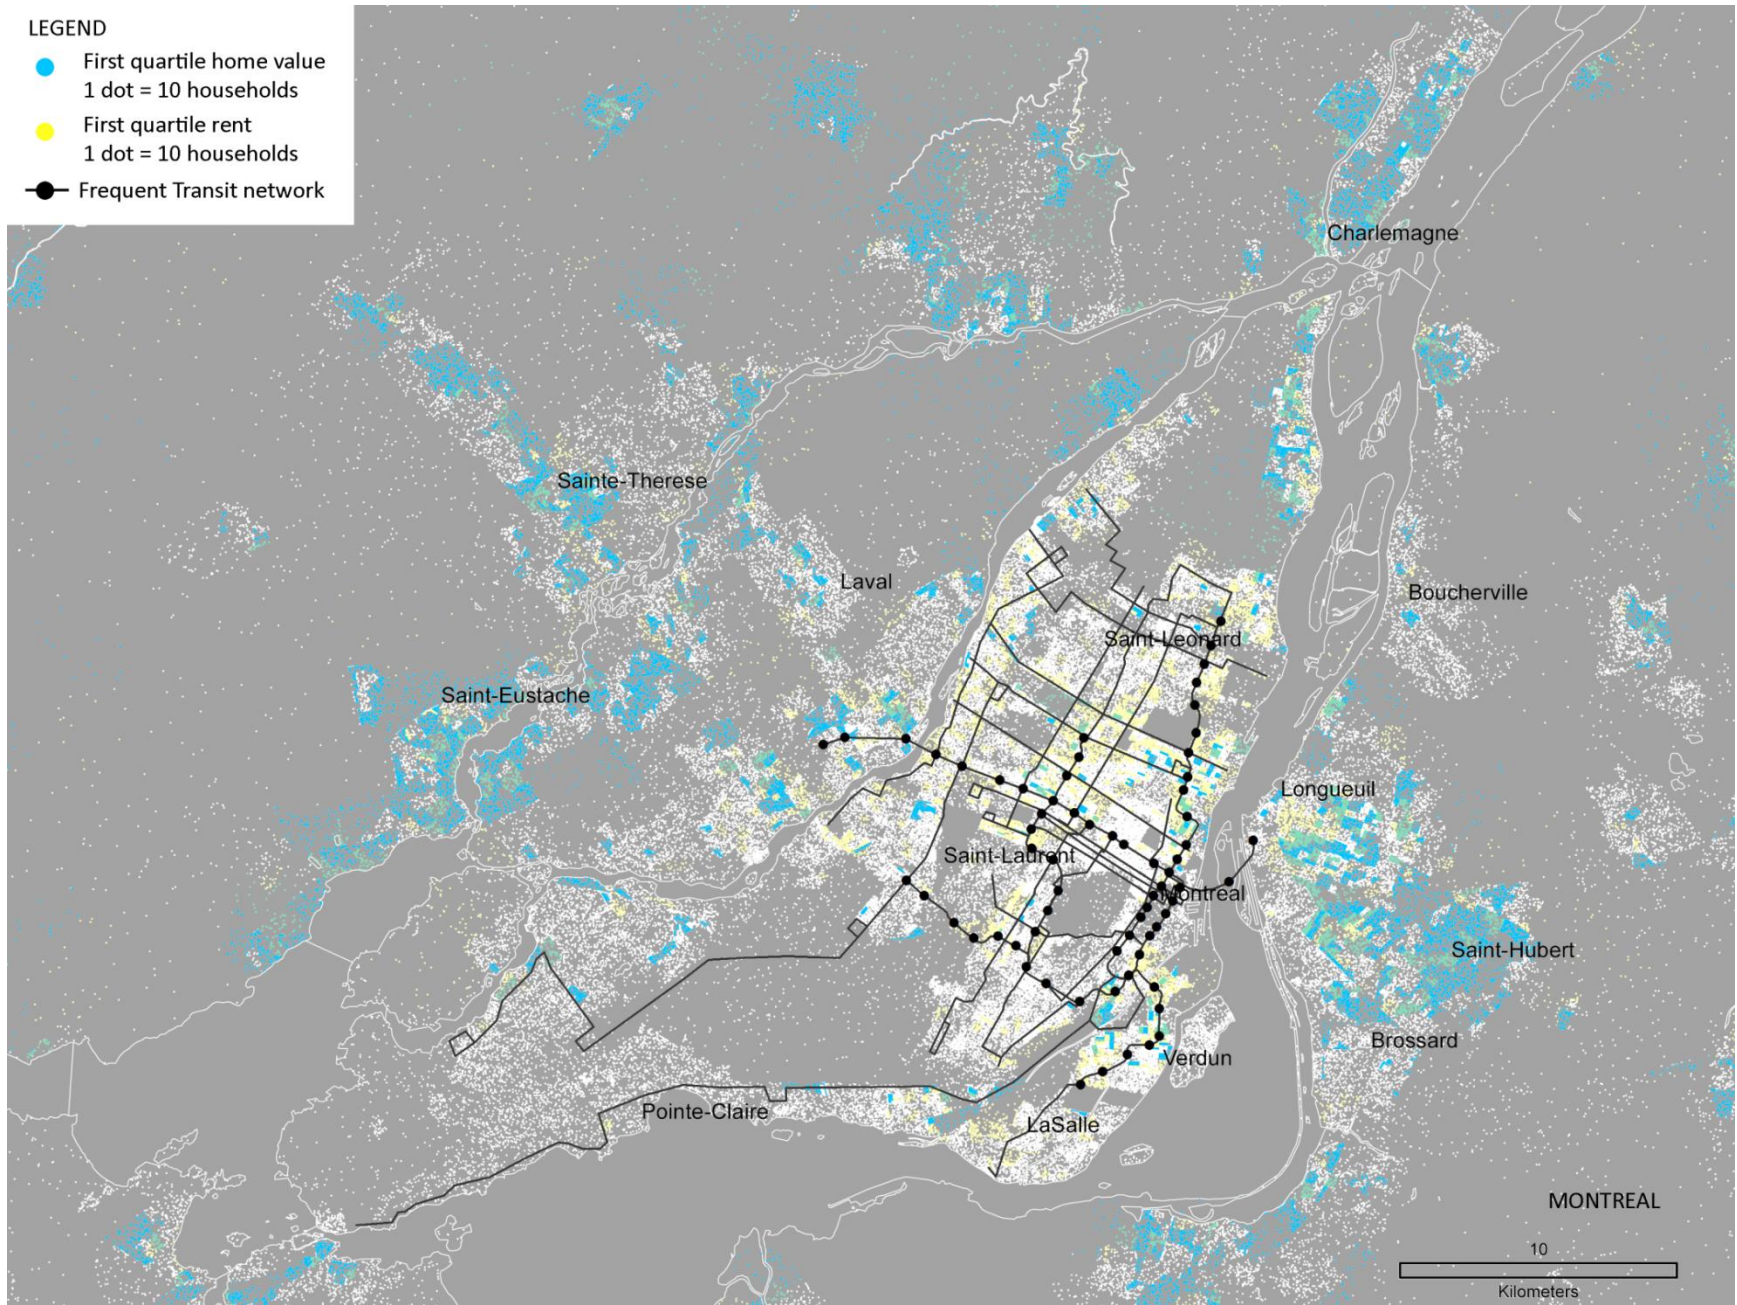 LEGEND
First quartile home value
1 dot = 10 households
First quartile rent
1 dot = 10 households
Frequent Transit network
Charlemagne
Sainte-Therese
Laval
Boucherville
Saint-Leonard
Saint-Eustache
Longueuil
Saint-Laurent
Montreal
Saint-Hubert
Brossard
Verdun
Pointe-Claire
LaSalle
MONTREAL
10
Kilometers